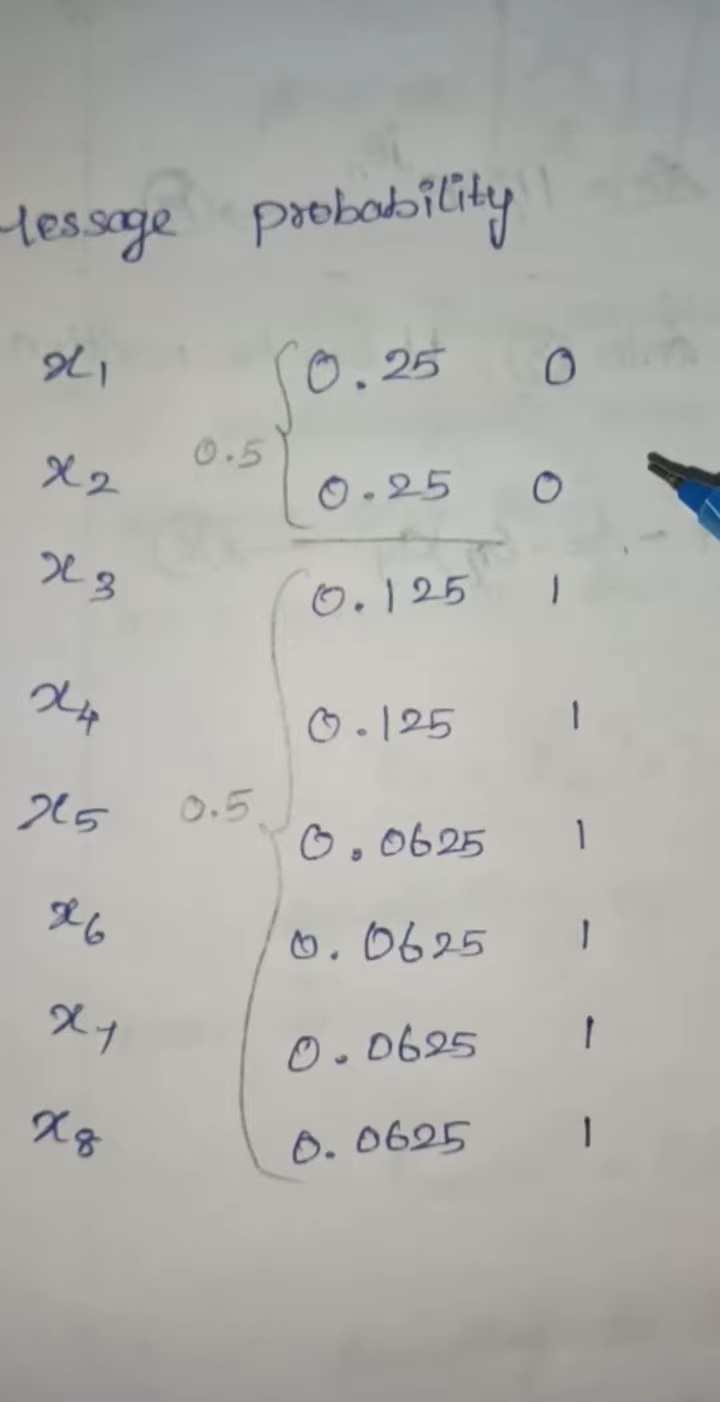 Message probability
x1 0.25 0
0.5
x2 0.25 0
x3 0.125 1
x4 0.125 1
x5 0.5 0.0625 1
x6 0.0625 1
x7 0.0625 1
x8 0.0625 1